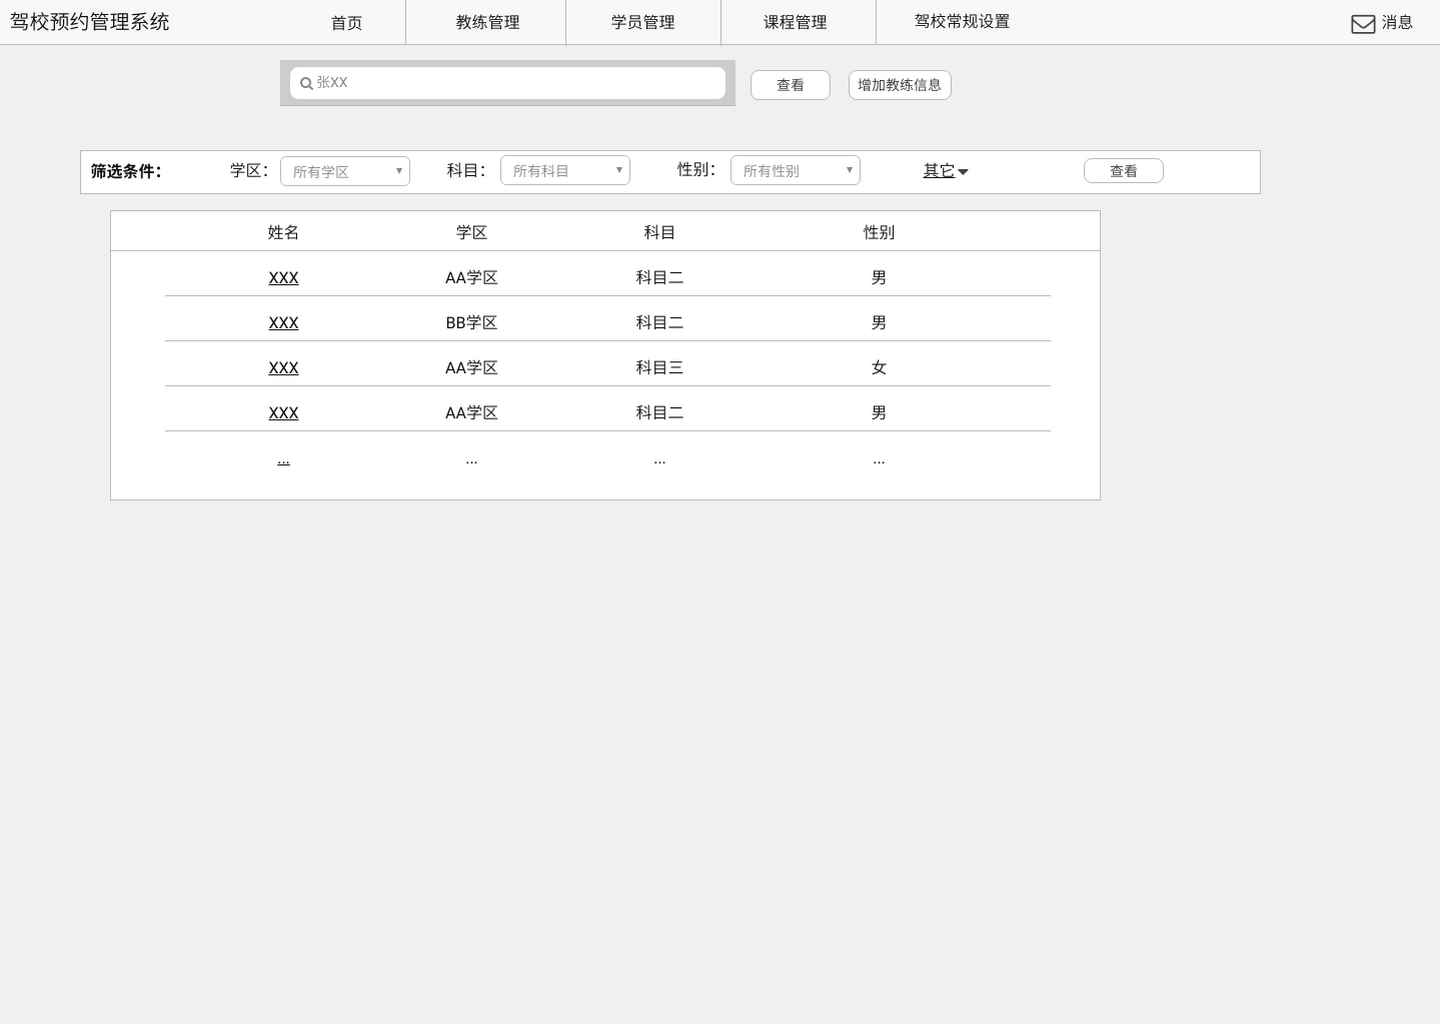 驾校预约管理系统 首页 教练管理 学员管理 课程管理 驾校常规设置 消息
张XX 查看 增加教练信息
筛选条件： 学区： 所有学区 科目： 所有科目 性别： 所有性别 其它 查看
姓名 学区 科目 性别
XXX AA学区 科目二 男
XXX BB学区 科目二 男
XXX AA学区 科目三 女
XXX AA学区 科目二 男
... ... ... ...